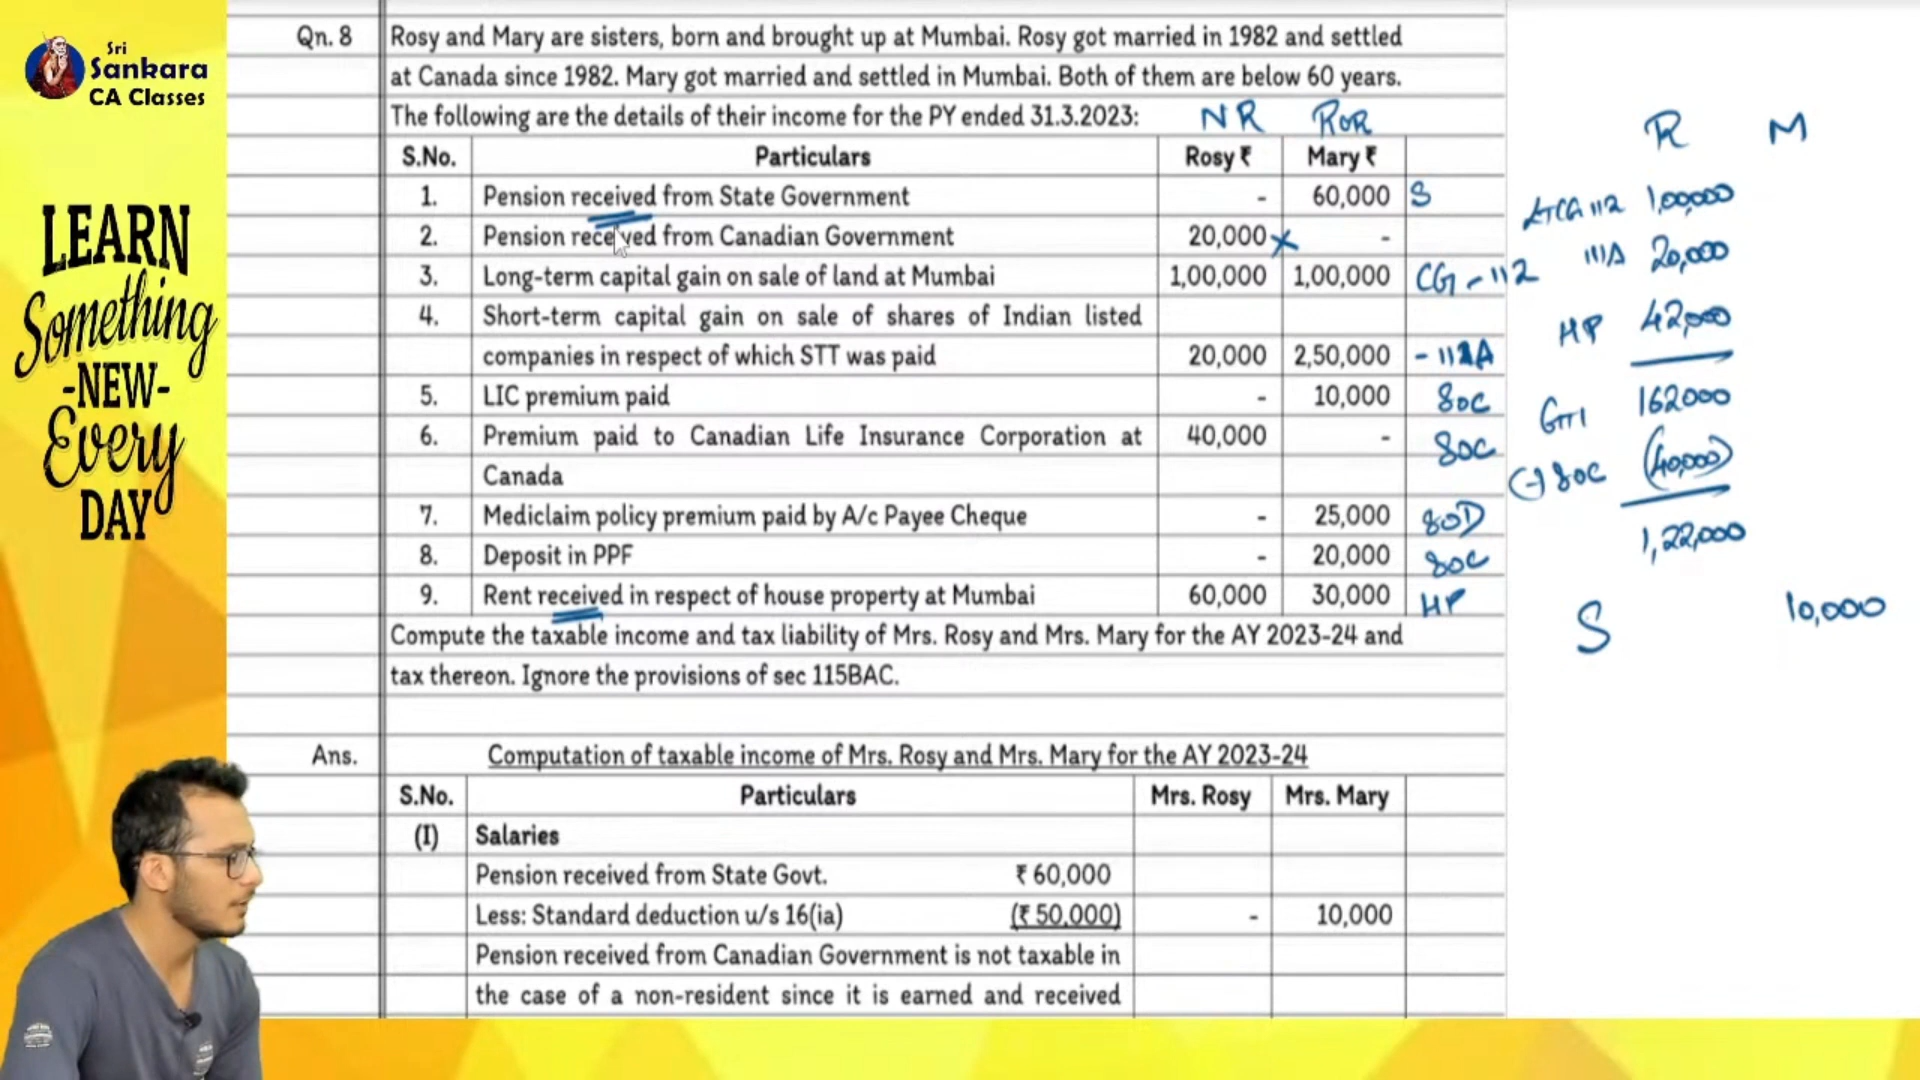 Sri
Sankara
CA Classes
LEARN
Something
-NEW-
Every
DAY
Qn. 8 Rosy and Mary are sisters, born and brought up at Mumbai. Rosy got married in 1982 and settled
at Canada since 1982. Mary got married and settled in Mumbai. Both of them are below 60 years.
The following are the details of their income for the PY ended 31.3.2023: NR ROR
S.No. Particulars Rosy ₹ Mary ₹
1. Pension received from State Government - 60,000 S
2. Pension received from Canadian Government 20,000 x -
3. Long-term capital gain on sale of land at Mumbai 1,00,000 1,00,000 CG - 112
4. Short-term capital gain on sale of shares of Indian listed
companies in respect of which STT was paid 20,000 2,50,000 - 111A
5. LIC premium paid - 10,000 80C
6. Premium paid to Canadian Life Insurance Corporation at 40,000 - 80C
Canada
7. Mediclaim policy premium paid by A/c Payee Cheque - 25,000 80D
8. Deposit in PPF - 20,000 80C
9. Rent received in respect of house property at Mumbai 60,000 30,000 HP
Compute the taxable income and tax liability of Mrs. Rosy and Mrs. Mary for the AY 2023-24 and
tax thereon. Ignore the provisions of sec 115BAC.
R M
LTCG 112 1,00,000
111A 20,000
HP 42,000
GTI 162000
(-) 80C (40,000)
1,22,000
S 10,000
Ans. Computation of taxable income of Mrs. Rosy and Mrs. Mary for the AY 2023-24
S.No. Particulars Mrs. Rosy Mrs. Mary
(I) Salaries
Pension received from State Govt. ₹ 60,000
Less: Standard deduction u/s 16(ia) (₹ 50,000) - 10,000
Pension received from Canadian Government is not taxable in
the case of a non-resident since it is earned and received